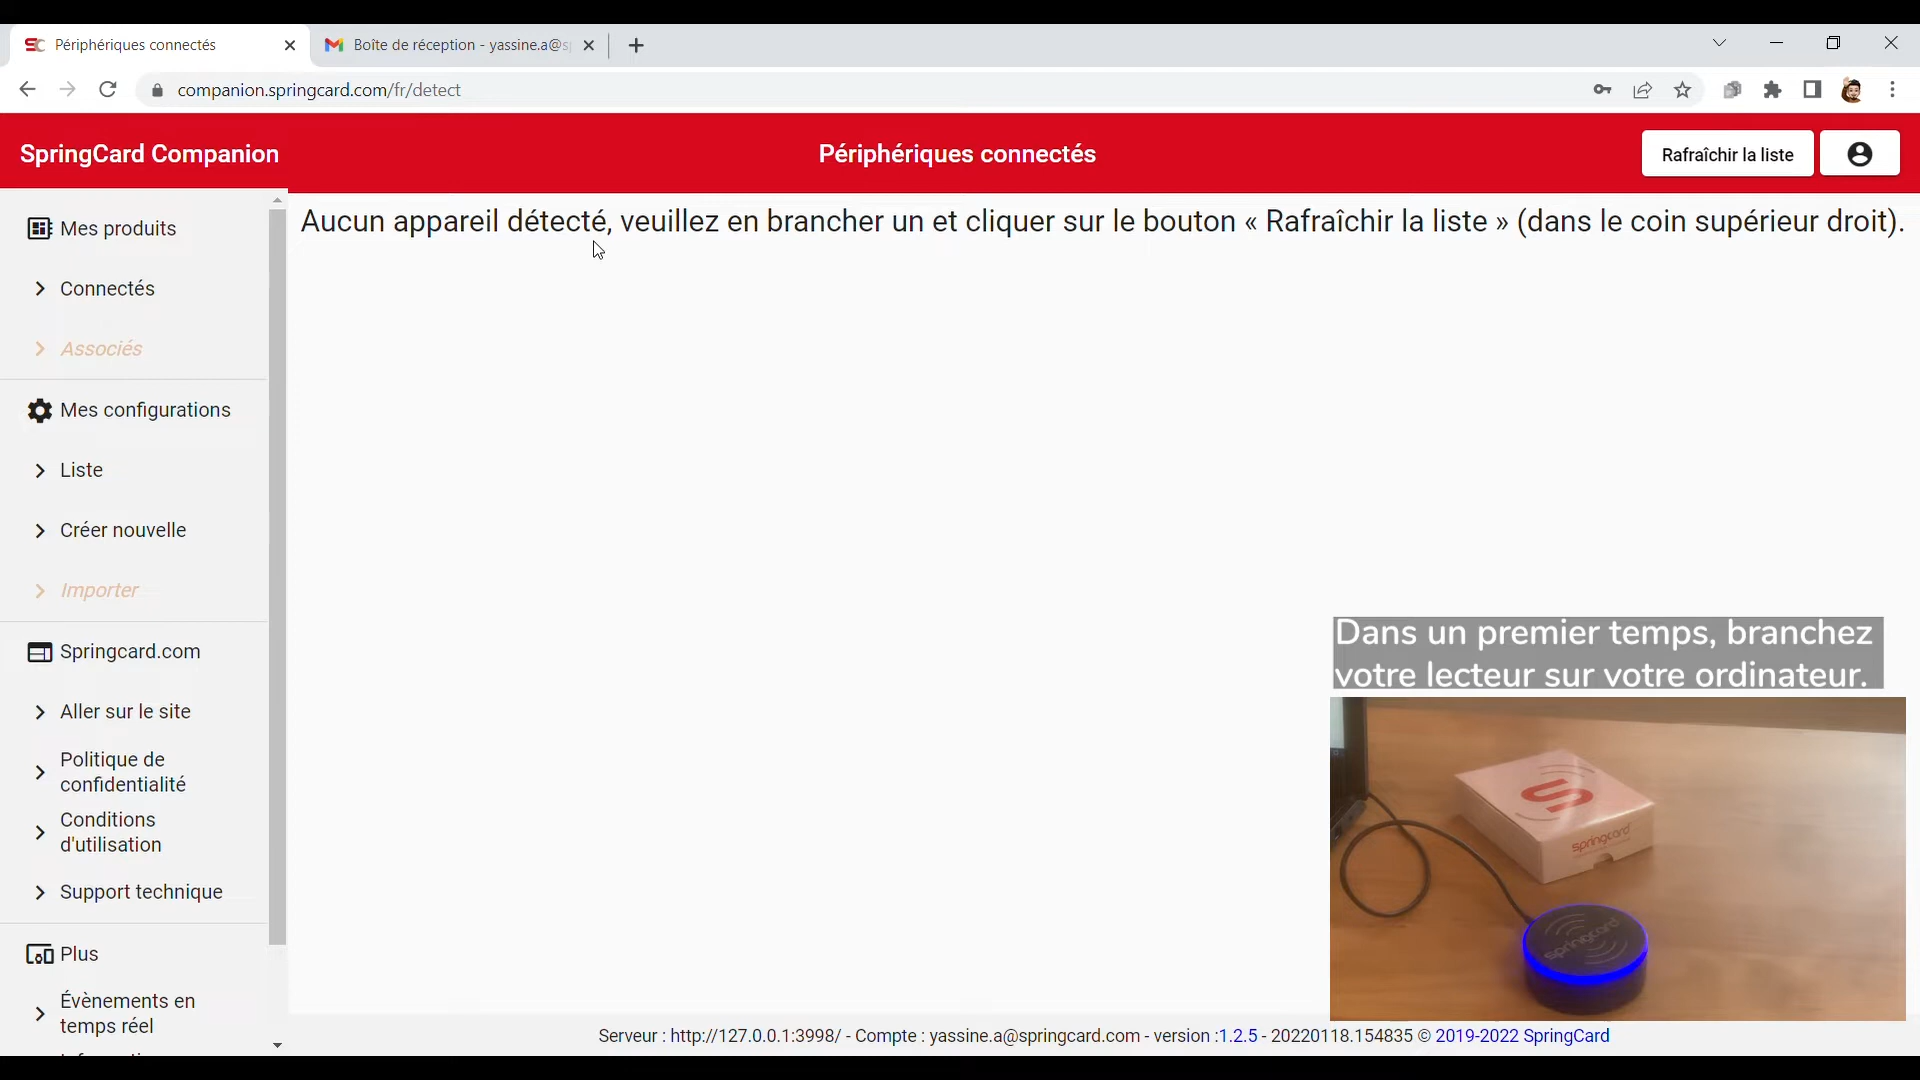 Périphériques connectés
Boîte de réception - yassine.a@s
companion.springcard.com/fr/detect
SpringCard Companion
Périphériques connectés
Rafraîchir la liste
Mes produits
Connectés
Associés
Mes configurations
Liste
Créer nouvelle
Importer
Springcard.com
Aller sur le site
Politique de
confidentialité
Conditions
d'utilisation
Support technique
Plus
Évènements en
temps réel
Aucun appareil détecté, veuillez en brancher un et cliquer sur le bouton « Rafraîchir la liste » (dans le coin supérieur droit).
Dans un premier temps, branchez
votre lecteur sur votre ordinateur.
springcard
springcard
Serveur : http://127.0.0.1:3998/ - Compte : yassine.a@springcard.com - version :1.2.5 - 20220118.154835 © 2019-2022 SpringCard